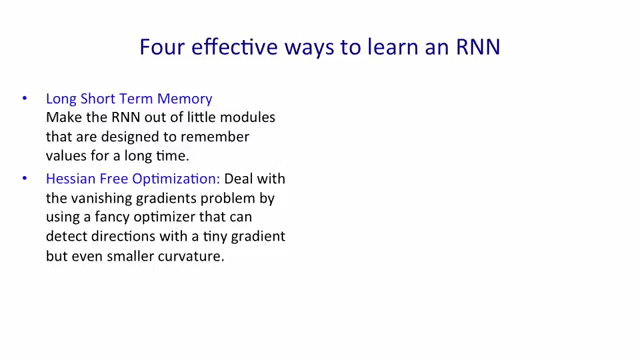 Four effective ways to learn an RNN
• Long Short Term Memory
Make the RNN out of little modules
that are designed to remember
values for a long time.
• Hessian Free Optimization: Deal with
the vanishing gradients problem by
using a fancy optimizer that can
detect directions with a tiny gradient
but even smaller curvature.